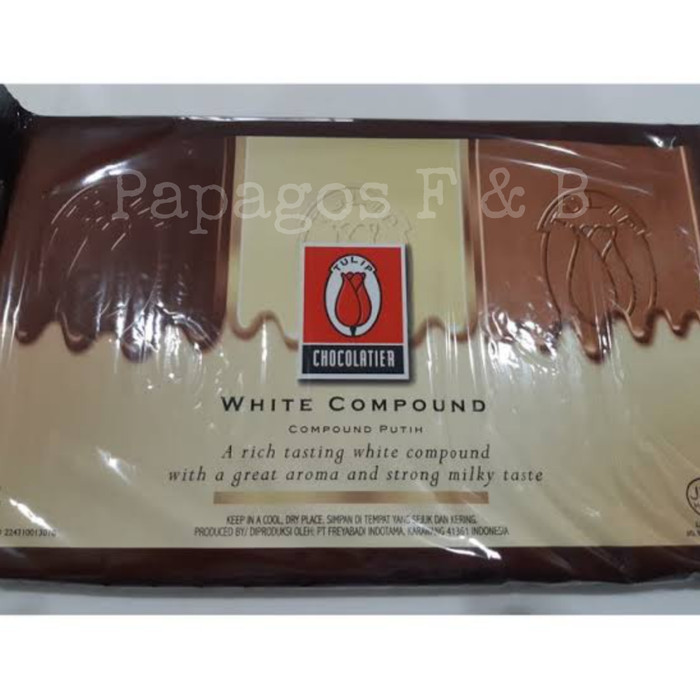 Papagos F & B
TULIP
CHOCOLATIER
WHITE COMPOUND
COMPOUND PUTIH
A rich tasting white compound
with a great aroma and strong milky taste
KEEP IN A COOL, DRY PLACE. SIMPAN DI TEMPAT YANG SEJUK DAN KERING.
PRODUCED BY/ DIPRODUKSI OLEH: PT FREYABADI INDOTAMA, KARAWANG 41361 INDONESIA